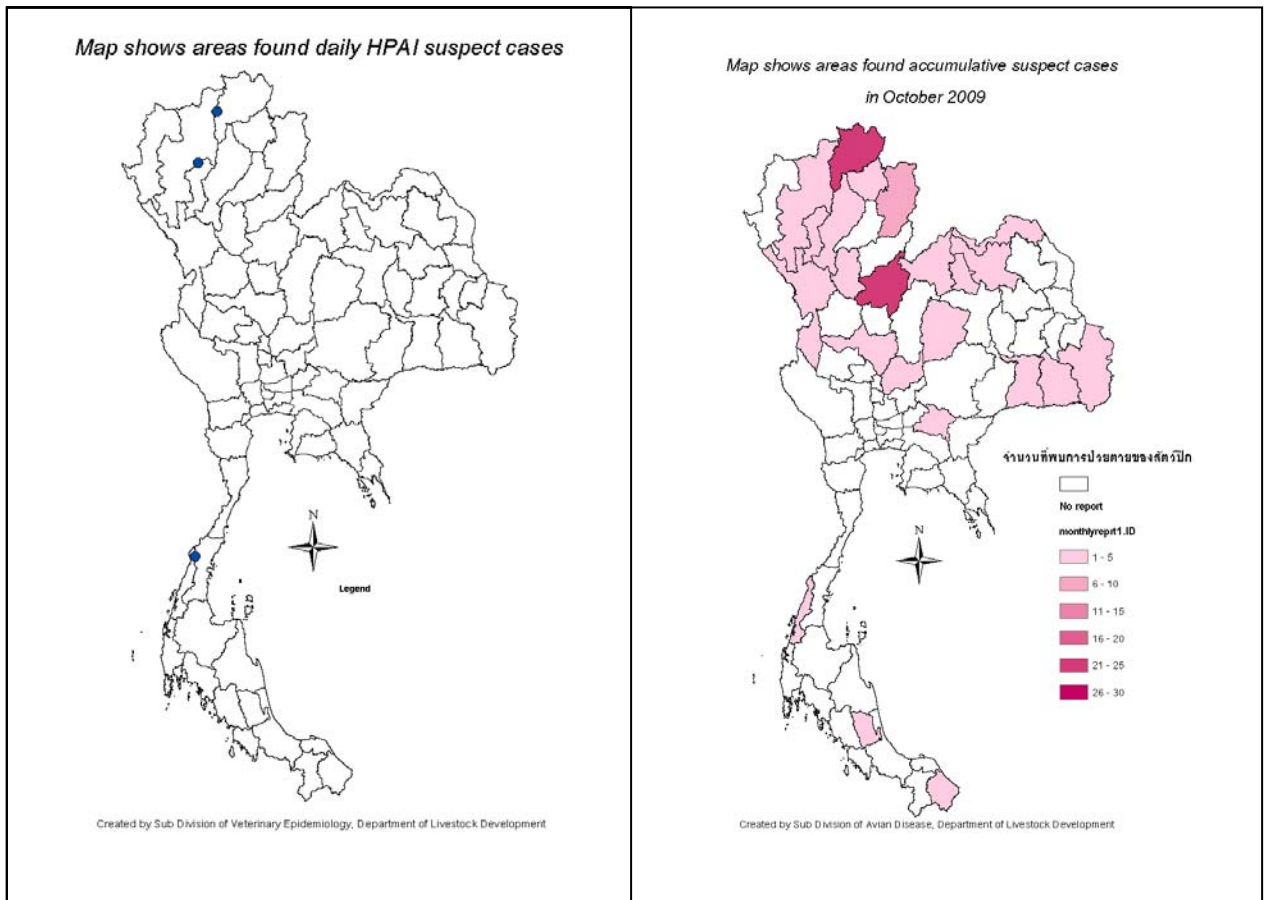 Map shows areas found daily HPAI suspect cases
N
Legend
Created by Sub Division of Veterinary Epidemiology, Department of Livestock Development
Map shows areas found accumulative suspect cases
in October 2009
จำนวนที่พบการป่วยตายของสัตว์ปีก
No report
monthlyreprt1.ID
1 - 5
6 - 10
11 - 15
16 - 20
21 - 25
26 - 30
N
Created by Sub Division of Avian Disease, Department of Livestock Development